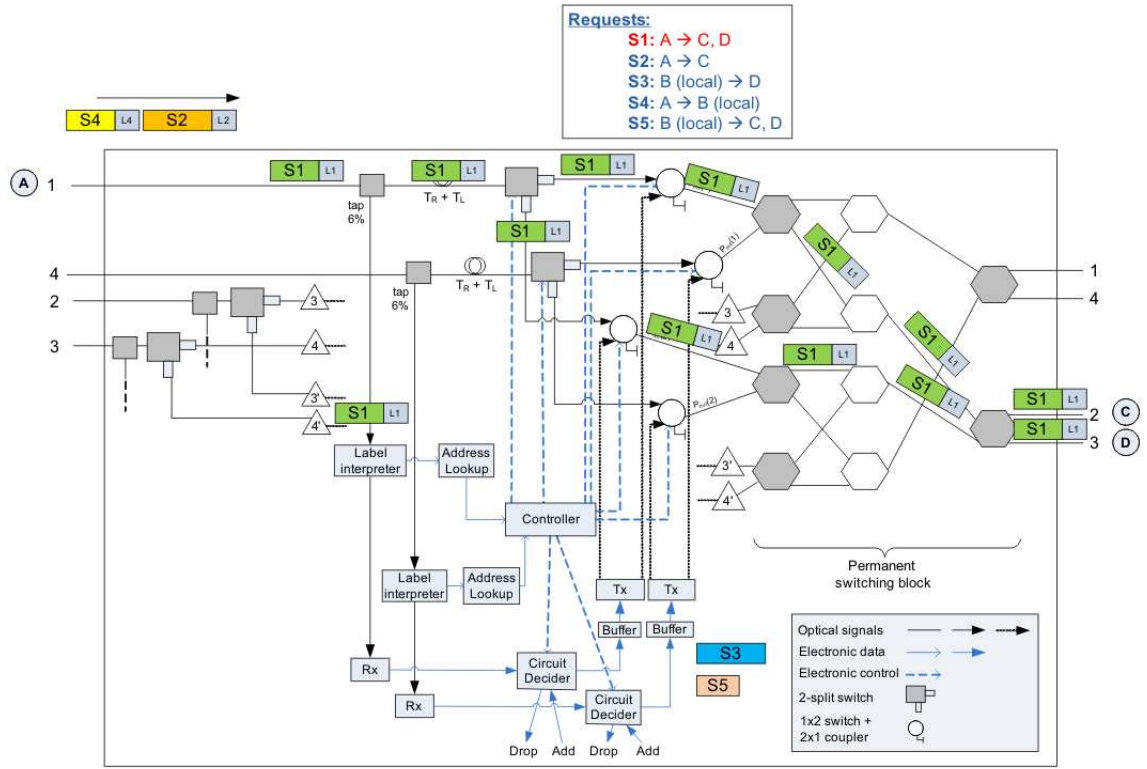 Requests:
S1: A → C, D
S2: A → C
S3: B (local) → D
S4: A → B (local)
S5: B (local) → C, D
S4 L4 S2 L2
S1 L1 S1 L1 S1 L1 S1 L1
A 1
tap
6%
TR + TL
S1 L1
4
tap
6%
TR + TL
Pout(1)
S1 L1
1
4
2
3
3
S1 L1
3
4
4
S1 L1
S1 L1
S1 L1
3'
4'
S1 L1
Pout(2)
S1 L1
S1 L1
2 C
3 D
Label
interpreter
Address
Lookup
3'
4'
Controller
Label
interpreter
Address
Lookup
Tx Tx
Permanent
switching block
Buffer Buffer
Rx
Circuit
Decider
S3
S5
Rx
Circuit
Decider
Drop Add Drop Add
Optical signals
Electronic data
Electronic control
2-split switch
1x2 switch +
2x1 coupler